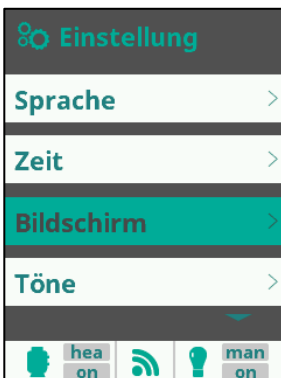 Einstellung
Sprache
Zeit
Bildschirm
Töne
hea man
on on